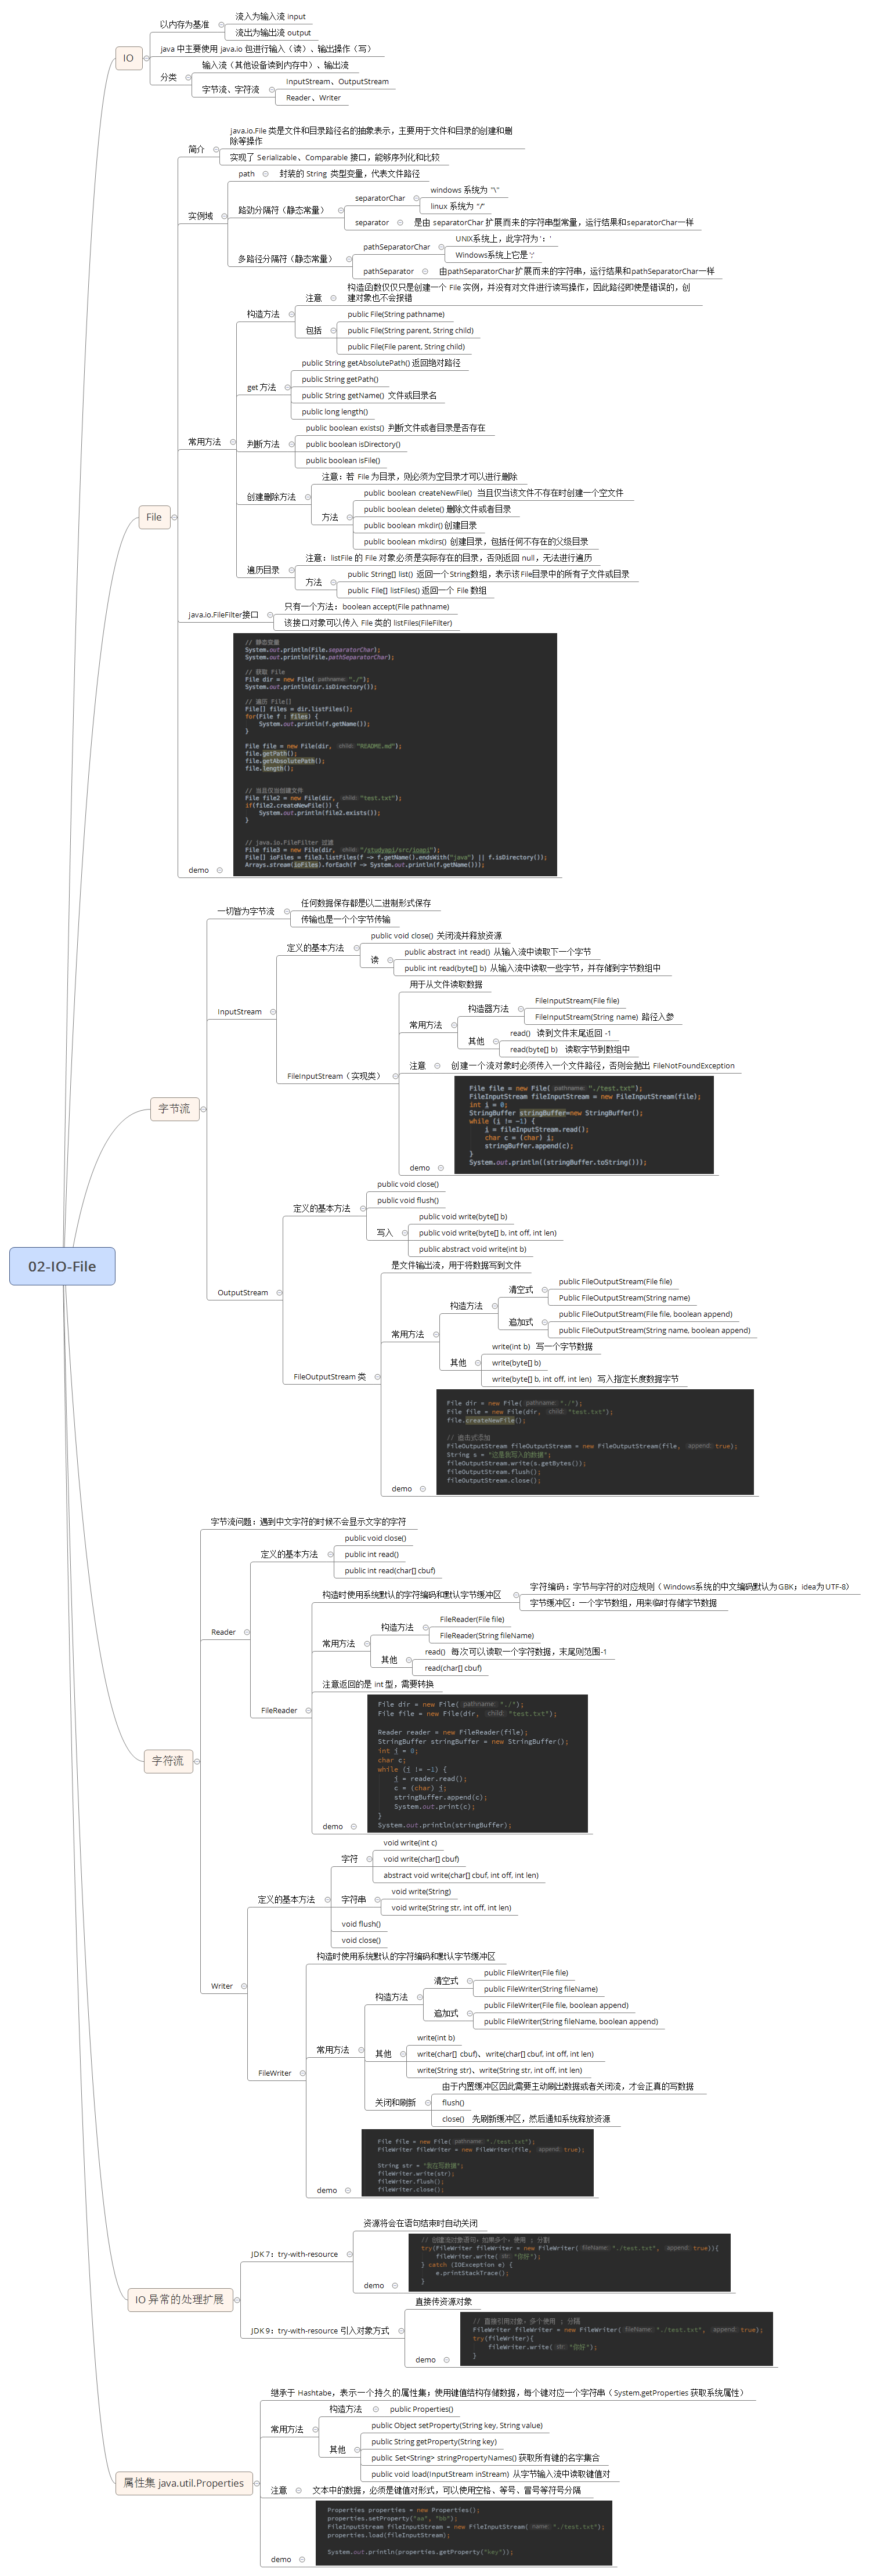 02-IO-File
IO
以内存为基准
流入为输入流 input
流出为输出流 output
java 中主要使用 java.io 包进行输入（读）、输出操作（写）
分类
输入流（其他设备读到内存中）、输出流
字节流、字符流
InputStream、OutputStream
Reader、Writer
File
简介
java.io.File 类是文件和目录路径名的抽象表示，主要用于文件和目录的创建和删
除等操作
实现了 Serializable、Comparable 接口，能够序列化和比较
实例域
path
封装的 String 类型变量，代表文件路径
路劲分隔符（静态常量）
separatorChar
windows 系统为 "\"
linux 系统为 "/"
separator
是由 separatorChar 扩展而来的字符串型常量，运行结果和separatorChar一样
多路径分隔符（静态常量）
pathSeparatorChar
UNIX系统上，此字符为'：'
Windows系统上它是';'
pathSeparator
由pathSeparatorChar扩展而来的字符串，运行结果和pathSeparatorChar一样
常用方法
构造方法
注意
构造函数仅仅只是创建一个 File 实例，并没有对文件进行读写操作，因此路径即使是错误的，创
建对象也不会报错
包括
public File(String pathname)
public File(String parent, String child)
public File(File parent, String child)
get 方法
public String getAbsolutePath() 返回绝对路径
public String getPath()
public String getName() 文件或目录名
public long length()
判断方法
public boolean exists() 判断文件或者目录是否存在
public boolean isDirectory()
public boolean isFile()
创建删除方法
注意：若 File 为目录，则必须为空目录才可以进行删除
方法
public boolean createNewFile() 当且仅当该文件不存在时创建一个空文件
public boolean delete() 删除文件或者目录
public boolean mkdir() 创建目录
public boolean mkdirs() 创建目录，包括任何不存在的父级目录
遍历目录
注意：listFile 的 File 对象必须是实际存在的目录，否则返回 null，无法进行遍历
方法
public String[] list() 返回一个String数组，表示该File目录中的所有子文件或目录
public File[] listFiles() 返回一个 File 数组
java.io.FileFilter接口
只有一个方法：boolean accept(File pathname)
该接口对象可以传入 File 类的 listFiles(FileFilter)
demo
// 静态变量
System.out.println(File.separatorChar);
System.out.println(File.pathSeparatorChar);
// 获取 File
File dir = new File( pathname: "./");
System.out.println(dir.isDirectory());
// 遍历 File[]
File[] files = dir.listFiles();
for(File f : files) {
System.out.println(f.getName());
}
File file = new File(dir, child: "README.md");
file.getPath();
file.getAbsolutePath();
file.length();
// 当且仅当创建文件
File file2 = new File(dir, child: "test.txt");
if(file2.createNewFile()) {
System.out.println(file2.exists());
}
// java.io.FileFilter 过滤
File file3 = new File(dir, child: "/studyapi/src/ioapi");
File[] ioFiles = file3.listFiles(f -> f.getName().endsWith("java") || f.isDirectory());
Arrays.stream(ioFiles).forEach(f -> System.out.println(f.getName()));
字节流
一切皆为字节流
任何数据保存都是以二进制形式保存
传输也是一个个字节传输
InputStream
定义的基本方法
public void close() 关闭流并释放资源
读
public abstract int read() 从输入流中读取下一个字节
public int read(byte[] b) 从输入流中读取一些字节，并存储到字节数组中
FileInputStream（实现类）
用于从文件读取数据
常用方法
构造器方法
FileInputStream(File file)
FileInputStream(String name) 路径入参
其他
read() 读到文件末尾返回 -1
read(byte[] b) 读取字节到数组中
注意
创建一个流对象时必须传入一个文件路径，否则会抛出 FileNotFoundException
demo
File file = new File( pathname: "./test.txt");
FileInputStream fileInputStream = new FileInputStream(file);
int i = 0;
StringBuffer stringBuffer=new StringBuffer();
while (i != -1) {
i = fileInputStream.read();
char c = (char) i;
stringBuffer.append(c);
}
System.out.println((stringBuffer.toString()));
OutputStream
定义的基本方法
public void close()
public void flush()
写入
public void write(byte[] b)
public void write(byte[] b, int off, int len)
public abstract void write(int b)
FileOutputStream 类
是文件输出流，用于将数据写到文件
常用方法
构造方法
清空式
public FileOutputStream(File file)
Public FileOutputStream(String name)
追加式
public FileOutputStream(File file, boolean append)
public FileOutputStream(String name, boolean append)
其他
write(int b) 写一个字节数据
write(byte[] b)
write(byte[] b, int off, int len) 写入指定长度数据字节
demo
File dir = new File( pathname: "./");
File file = new File(dir, child: "test.txt");
file.createNewFile();
// 追击式添加
FileOutputStream fileOutputStream = new FileOutputStream(file, append: true);
String s = "这是我写入的数据";
fileOutputStream.write(s.getBytes());
fileOutputStream.flush();
fileOutputStream.close();
字符流
字节流问题：遇到中文字符的时候不会显示文字的字符
Reader
定义的基本方法
public void close()
public int read()
public int read(char[] cbuf)
FileReader
构造时使用系统默认的字符编码和默认字节缓冲区
字符编码：字节与字符的对应规则（Windows系统的中文编码默认为GBK；idea为UTF-8）
字节缓冲区：一个字节数组，用来临时存储字节数据
常用方法
构造方法
FileReader(File file)
FileReader(String fileName)
其他
read() 每次可以读取一个字符数据，末尾则范围-1
read(char[] cbuf)
注意返回的是 int 型，需要转换
demo
File dir = new File( pathname: "./");
File file = new File(dir, child: "test.txt");
Reader reader = new FileReader(file);
StringBuffer stringBuffer = new StringBuffer();
int j = 0;
char c;
while (j != -1) {
j = reader.read();
c = (char) j;
stringBuffer.append(c);
System.out.print(c);
}
System.out.println(stringBuffer);
Writer
定义的基本方法
字符
void write(int c)
void write(char[] cbuf)
abstract void write(char[] cbuf, int off, int len)
字符串
void write(String)
void write(String str, int off, int len)
void flush()
void close()
FileWriter
构造时使用系统默认的字符编码和默认字节缓冲区
常用方法
构造方法
清空式
public FileWriter(File file)
public FileWriter(String fileName)
追加式
public FileWriter(File file, boolean append)
public FileWriter(String fileName, boolean append)
其他
write(int b)
write(char[] cbuf)、write(char[] cbuf, int off, int len)
write(String str)、write(String str, int off, int len)
关闭和刷新
由于内置缓冲区因此需要主动刷出数据或者关闭流，才会正真的写数据
flush()
close() 先刷新缓冲区，然后通知系统释放资源
demo
File file = new File( pathname: "./test.txt");
FileWriter fileWriter = new FileWriter(file, append: true);
String str = "我在写数据";
fileWriter.write(str);
fileWriter.flush();
fileWriter.close();
IO 异常的处理扩展
JDK 7：try-with-resource
资源将会在语句结束时自动关闭
demo
// 创建流对象语句，如果多个，使用 ; 分割
try(FileWriter fileWriter = new FileWriter( fileName: "./test.txt", append: true)){
fileWriter.write( str: "你好");
} catch (IOException e) {
e.printStackTrace();
}
JDK 9：try-with-resource 引入对象方式
直接传资源对象
demo
// 直接引用对象，多个使用 ; 分隔
FileWriter fileWriter = new FileWriter( fileName: "./test.txt", append: true);
try(fileWriter){
fileWriter.write( str: "你好");
}
属性集 java.util.Properties
继承于 Hashtabe，表示一个持久的属性集；使用键值结构存储数据，每个键对应一个字符串（System.getProperties 获取系统属性）
常用方法
构造方法
public Properties()
其他
public Object setProperty(String key, String value)
public String getProperty(String key)
public Set<String> stringPropertyNames() 获取所有键的名字集合
public void load(InputStream inStream) 从字节输入流中读取键值对
注意
文本中的数据，必须是键值对形式，可以使用空格、等号、冒号等符号分隔
demo
Properties properties = new Properties();
properties.setProperty("aa", "bb");
FileInputStream fileInputStream = new FileInputStream( name: "./test.txt");
properties.load(fileInputStream);
System.out.println(properties.getProperty("key"));